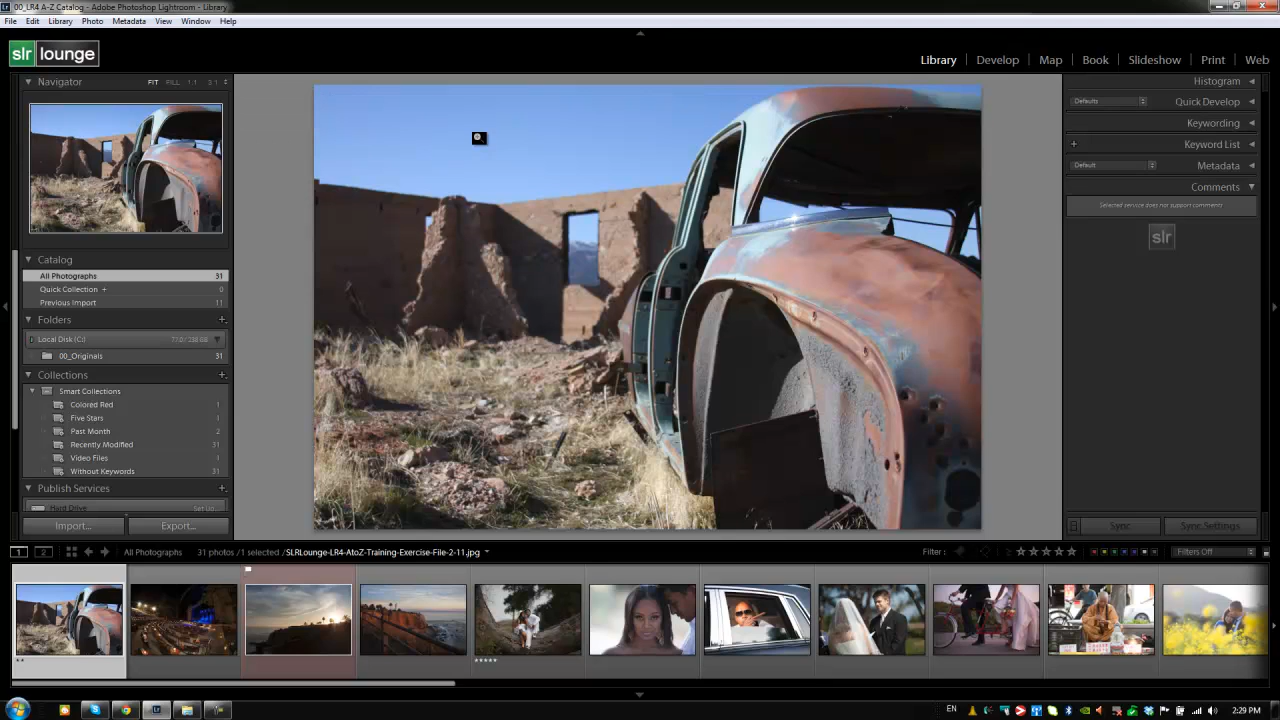 00_LR4 A-Z Catalog - Adobe Photoshop Lightroom - Library
File Edit Library Photo Metadata View Window Help
slr lounge
Library | Develop | Map | Book | Slideshow | Print | Web
Navigator FIT FILL 1:1 3:1
Histogram
Defaults Quick Develop
Keywording
+ Keyword List
Default Metadata
Comments
Selected service does not support comments
slr
Catalog
All Photographs 31
Quick Collection + 0
Previous Import 11
Folders +
Local Disk (C:)
00_Originals 31
Collections +
Smart Collections
Colored Red 1
Five Stars 1
Past Month 2
Recently Modified 31
Video Files 1
Without Keywords 31
Publish Services +
Hard Drive Set up...
Import... Export...
Sync Sync Settings
1 2 All Photographs 31 photos / 1 selected / SLRLounge-LR4-AtoZ-Training-Exercise-File-2-11.jpg
Filter : Filters Off
EN 2:29 PM